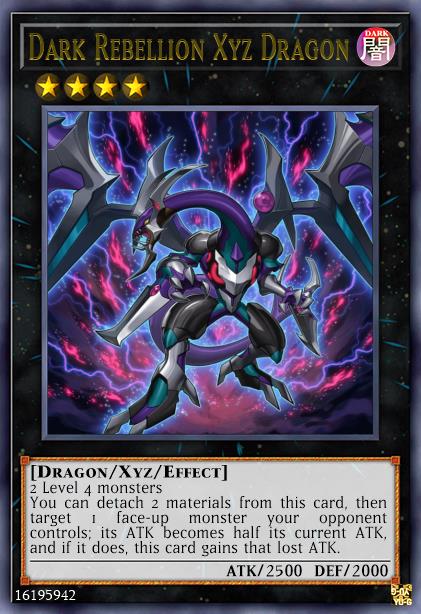 Dark Rebellion Xyz Dragon
DARK
闇
[Dragon/Xyz/Effect]
2 Level 4 monsters
You can detach 2 materials from this card, then
target 1 face-up monster your opponent
controls; its ATK becomes half its current ATK,
and if it does, this card gains that lost ATK.
ATK/2500 DEF/2000
16195942